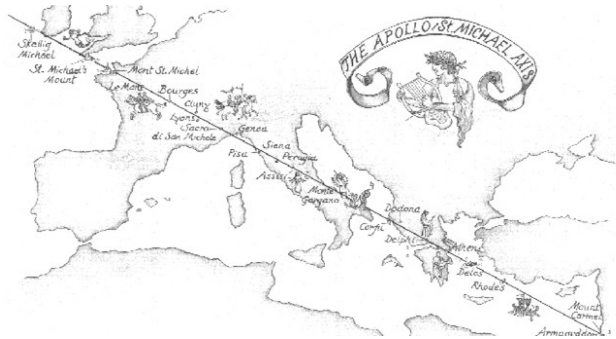 THE APOLLO/St. MICHAEL AXIS
Skellig
Michael
St. Michael's
Mount
Mont St. Michel
Le Mans
Bourges
Cluny
Lyons
Sacra
di San Michele
Genoa
Pisa
Siena
Perugia
Assisi
Monte
Gargano
Corfu
Dodona
Delphi
Athens
Delos
Rhodes
Mount
Carmel
Armageddon